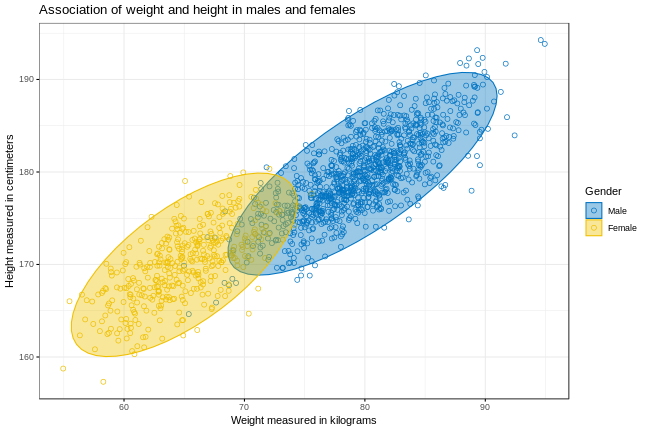 Association of weight and height in males and females
Height measured in centimeters
190
180
170
160
60
70
80
90
Weight measured in kilograms
Gender
Male
Female